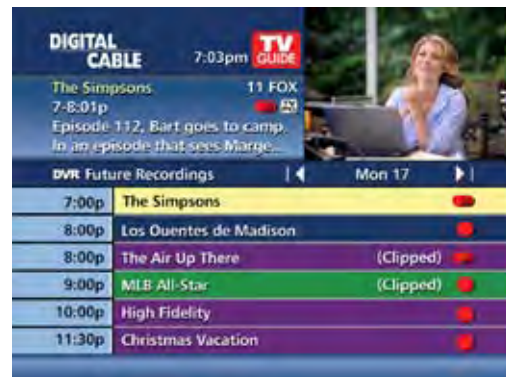 DIGITAL
CABLE
7:03pm
TV
GUIDE
The Simpsons 11 FOX
7-8:01p
Episode 112, Bart goes to camp.
In an episode that sees Marge...
DVR Future Recordings Mon 17
7:00p The Simpsons
8:00p Los Ouentes de Madison
8:00p The Air Up There (Clipped)
9:00p MLB All-Star (Clipped)
10:00p High Fidelity
11:30p Christmas Vacation